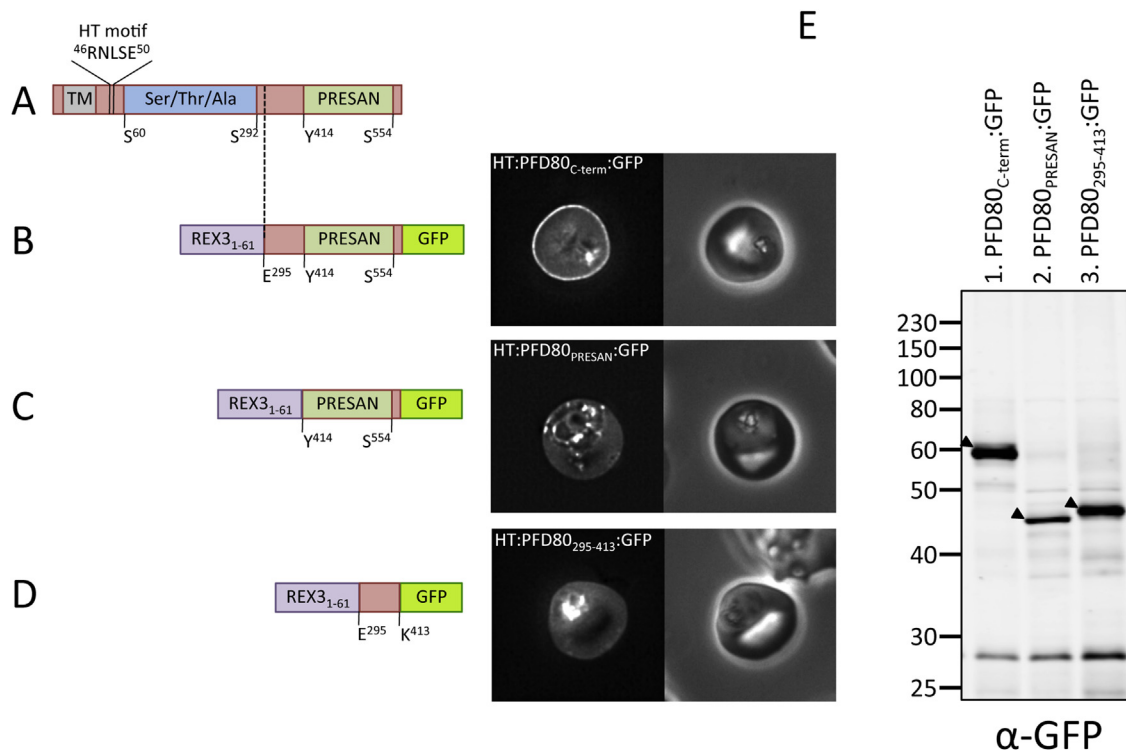 HT motif
⁴⁶RNLSE⁵⁰
A
TM
Ser/Thr/Ala
PRESAN
S⁶⁰
S²⁹²
Y⁴¹⁴
S⁵⁵⁴
B
REX3₁₋₆₁
PRESAN
GFP
E²⁹⁵
Y⁴¹⁴
S⁵⁵⁴
HT:PFD80C-term:GFP
C
REX3₁₋₆₁
PRESAN
GFP
Y⁴¹⁴
S⁵⁵⁴
HT:PFD80PRESAN:GFP
D
REX3₁₋₆₁
GFP
E²⁹⁵
K⁴¹³
HT:PFD80₂₉₅₋₄₁₃:GFP
E
1. PFD80C-term:GFP
2. PFD80PRESAN:GFP
3. PFD80₂₉₅₋₄₁₃:GFP
230
150
100
80
60
50
40
30
25
α-GFP